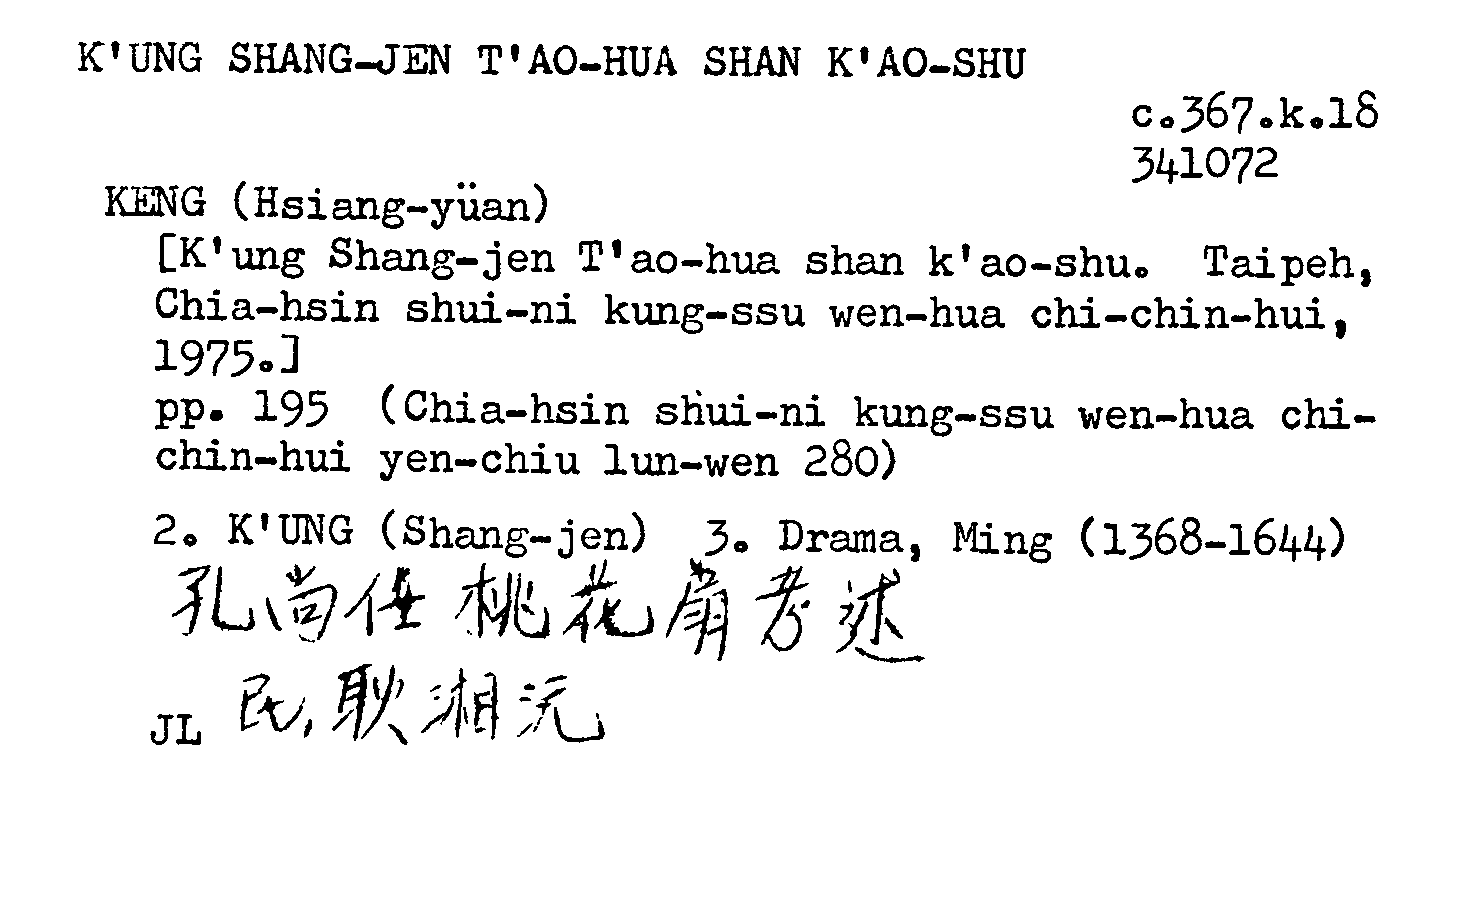 K'UNG SHANG-JEN T'AO-HUA SHAN K'AO-SHU
c.367.k.18
341072
KENG (Hsiang-yüan)
[K'ung Shang-jen T'ao-hua shan k'ao-shu. Taipeh,
Chia-hsin shui-ni kung-ssu wen-hua chi-chin-hui,
1975.]
pp. 195 (Chia-hsin shui-ni kung-ssu wen-hua chi-
chin-hui yen-chiu lun-wen 280)
2. K'UNG (Shang-jen) 3. Drama, Ming (1368-1644)
孔尚任 桃花扇考述
JL 民, 耿湘沅